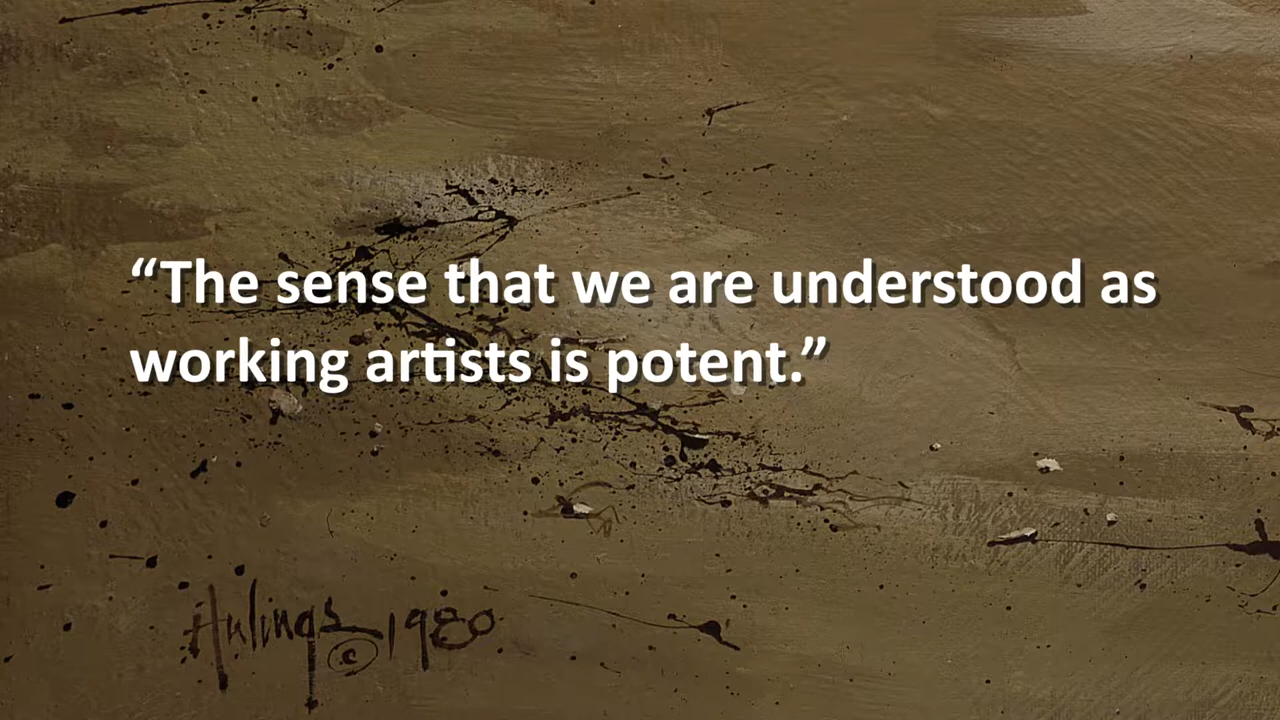 “The sense that we are understood as
working artists is potent.”
Hulings © 1980